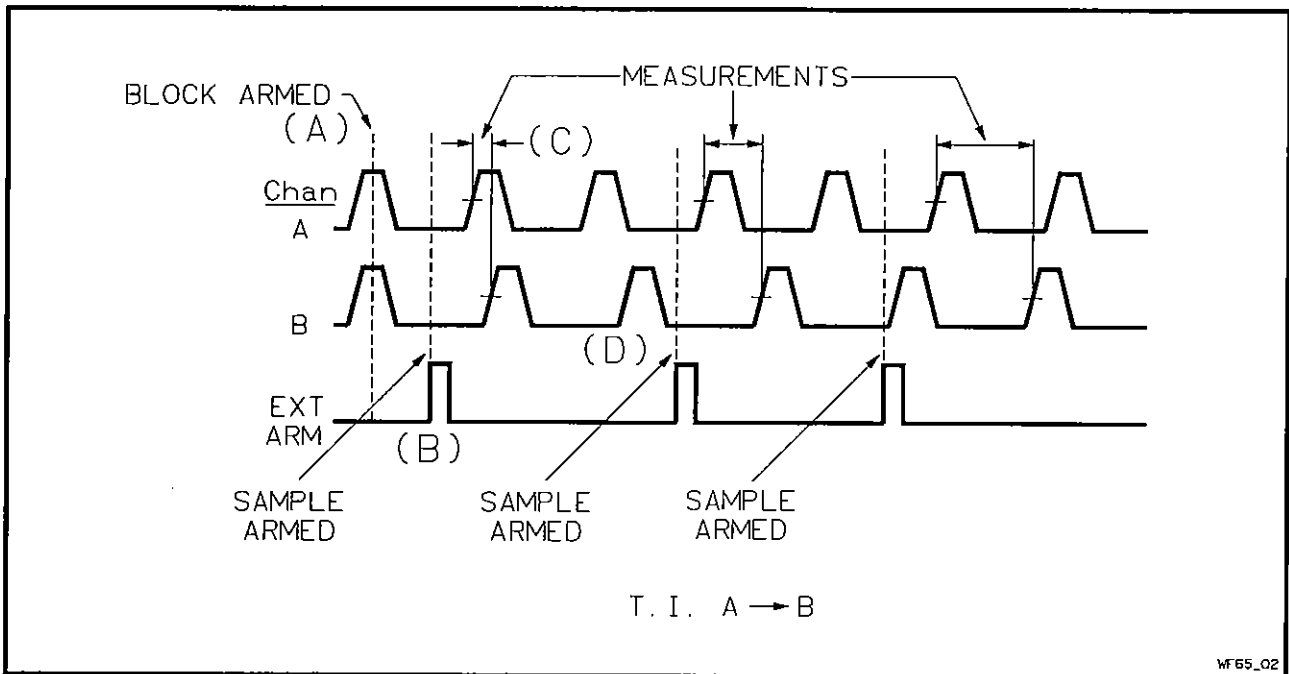 MEASUREMENTS
BLOCK ARMED
(A)
(C)
Chan
A
B
(D)
EXT
ARM
(B)
SAMPLE
ARMED
SAMPLE
ARMED
SAMPLE
ARMED
T. I. A → B
WF65_02